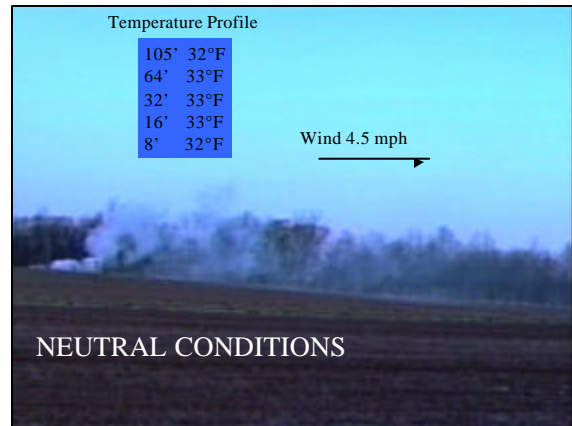 Temperature Profile
105’ 32°F
64’ 33°F
32’ 33°F
16’ 33°F
8’ 32°F
Wind 4.5 mph
NEUTRAL CONDITIONS